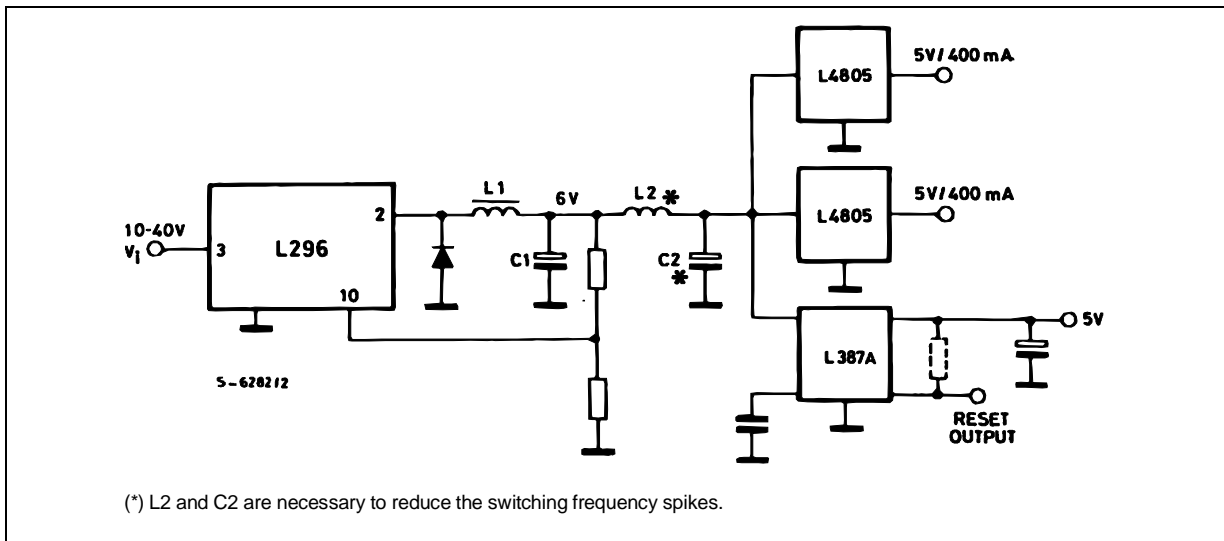 L4805
5V/400 mA
L4805
5V/400 mA
10-40V
Vi
3
L296
2
10
L1
6V
L2*
C1
C2
*
L387A
5V
RESET
OUTPUT
S-6282/2
(*) L2 and C2 are necessary to reduce the switching frequency spikes.